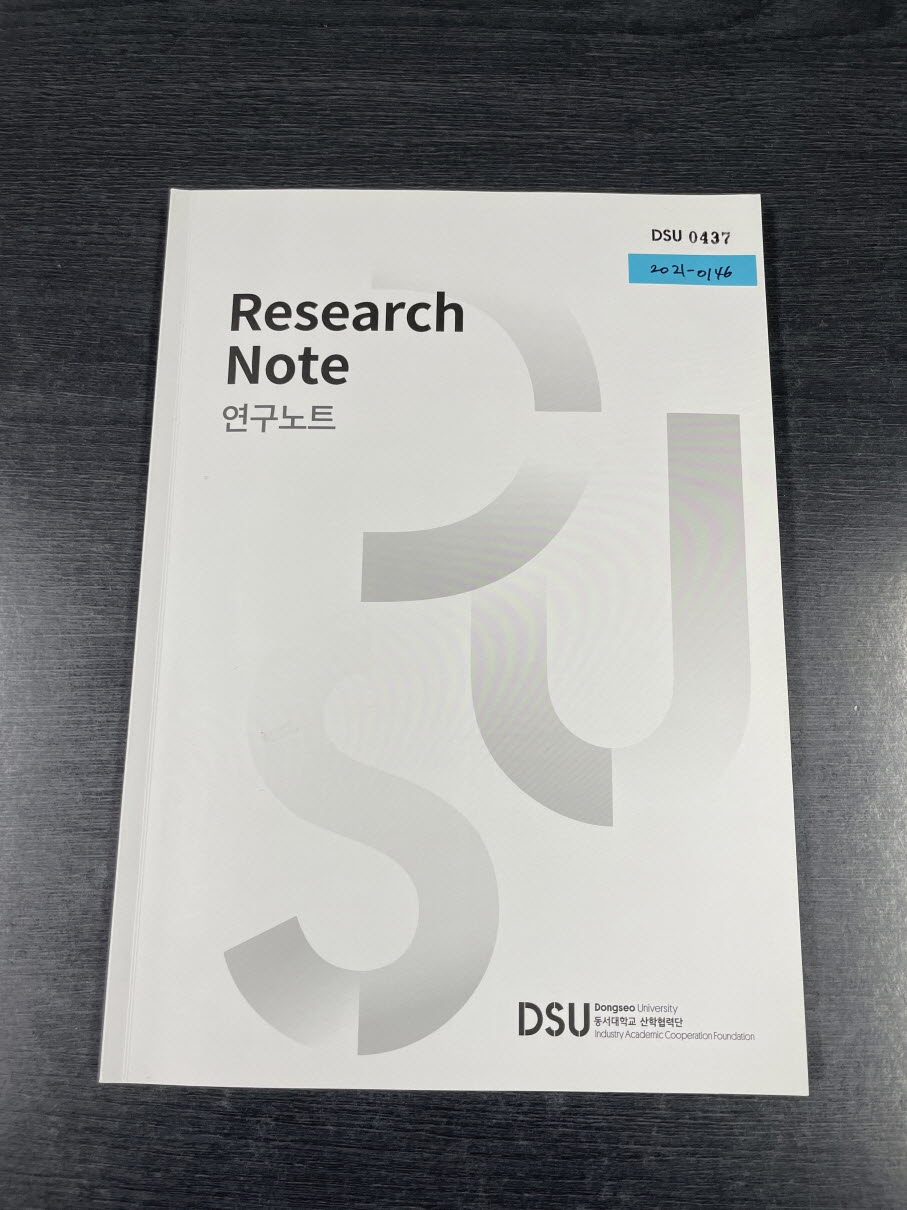 DSU 0437
2021-0146
Research
Note
연구노트
DSU
Dongseo University
동서대학교 산학협력단
Industry Academic Cooperation Foundation